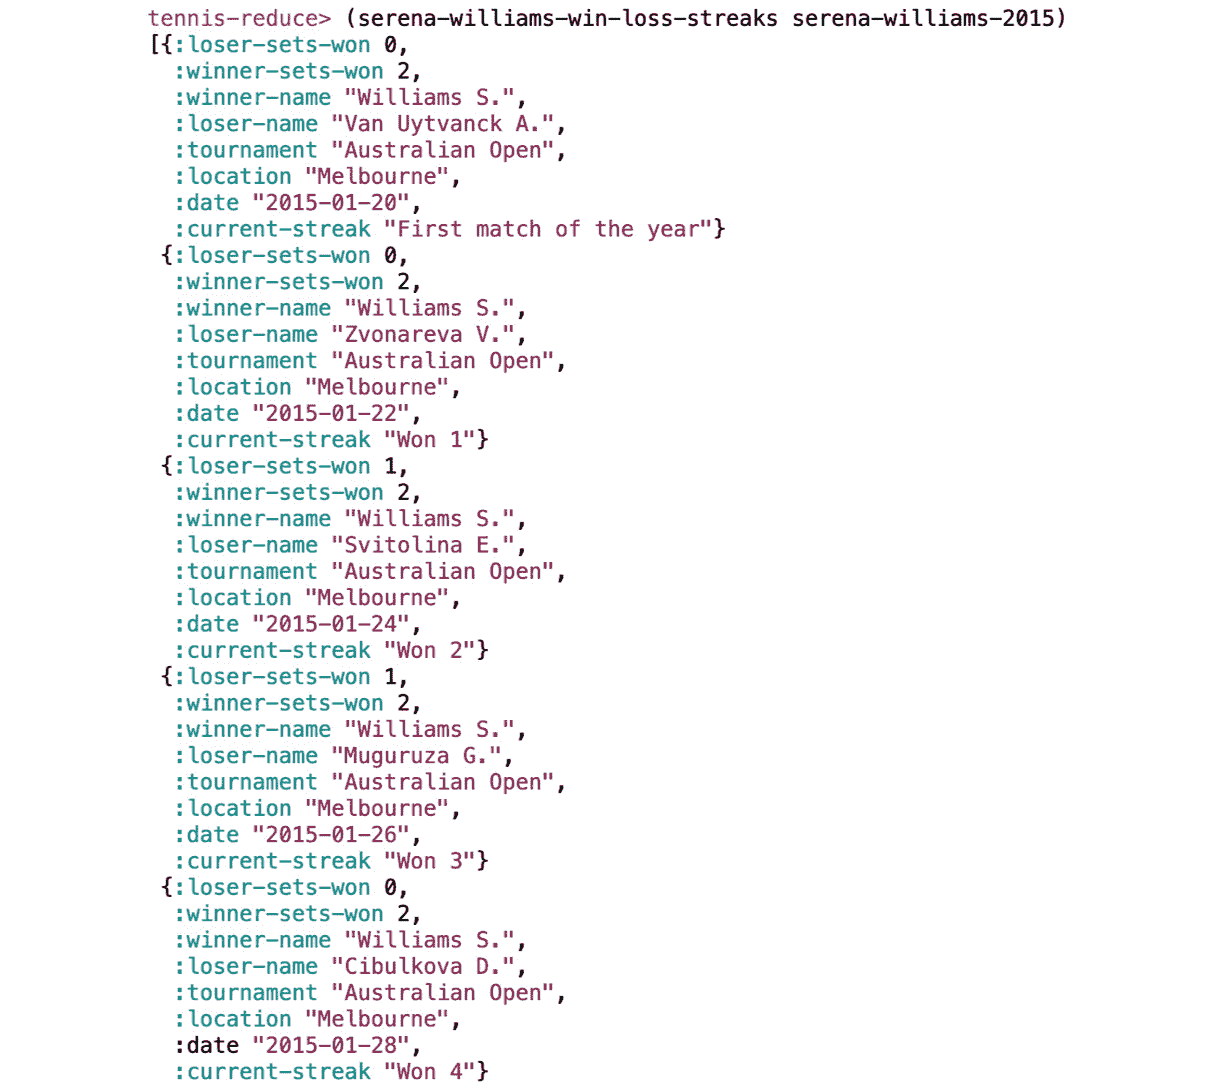 tennis-reduce> (serena-williams-win-loss-streaks serena-williams-2015)
[{:loser-sets-won 0,
:winner-sets-won 2,
:winner-name "Williams S.",
:loser-name "Van Uytvanck A.",
:tournament "Australian Open",
:location "Melbourne",
:date "2015-01-20",
:current-streak "First match of the year"}
{:loser-sets-won 0,
:winner-sets-won 2,
:winner-name "Williams S.",
:loser-name "Zvonareva V.",
:tournament "Australian Open",
:location "Melbourne",
:date "2015-01-22",
:current-streak "Won 1"}
{:loser-sets-won 1,
:winner-sets-won 2,
:winner-name "Williams S.",
:loser-name "Svitolina E.",
:tournament "Australian Open",
:location "Melbourne",
:date "2015-01-24",
:current-streak "Won 2"}
{:loser-sets-won 1,
:winner-sets-won 2,
:winner-name "Williams S.",
:loser-name "Muguruza G.",
:tournament "Australian Open",
:location "Melbourne",
:date "2015-01-26",
:current-streak "Won 3"}
{:loser-sets-won 0,
:winner-sets-won 2,
:winner-name "Williams S.",
:loser-name "Cibulkova D.",
:tournament "Australian Open",
:location "Melbourne",
:date "2015-01-28",
:current-streak "Won 4"}